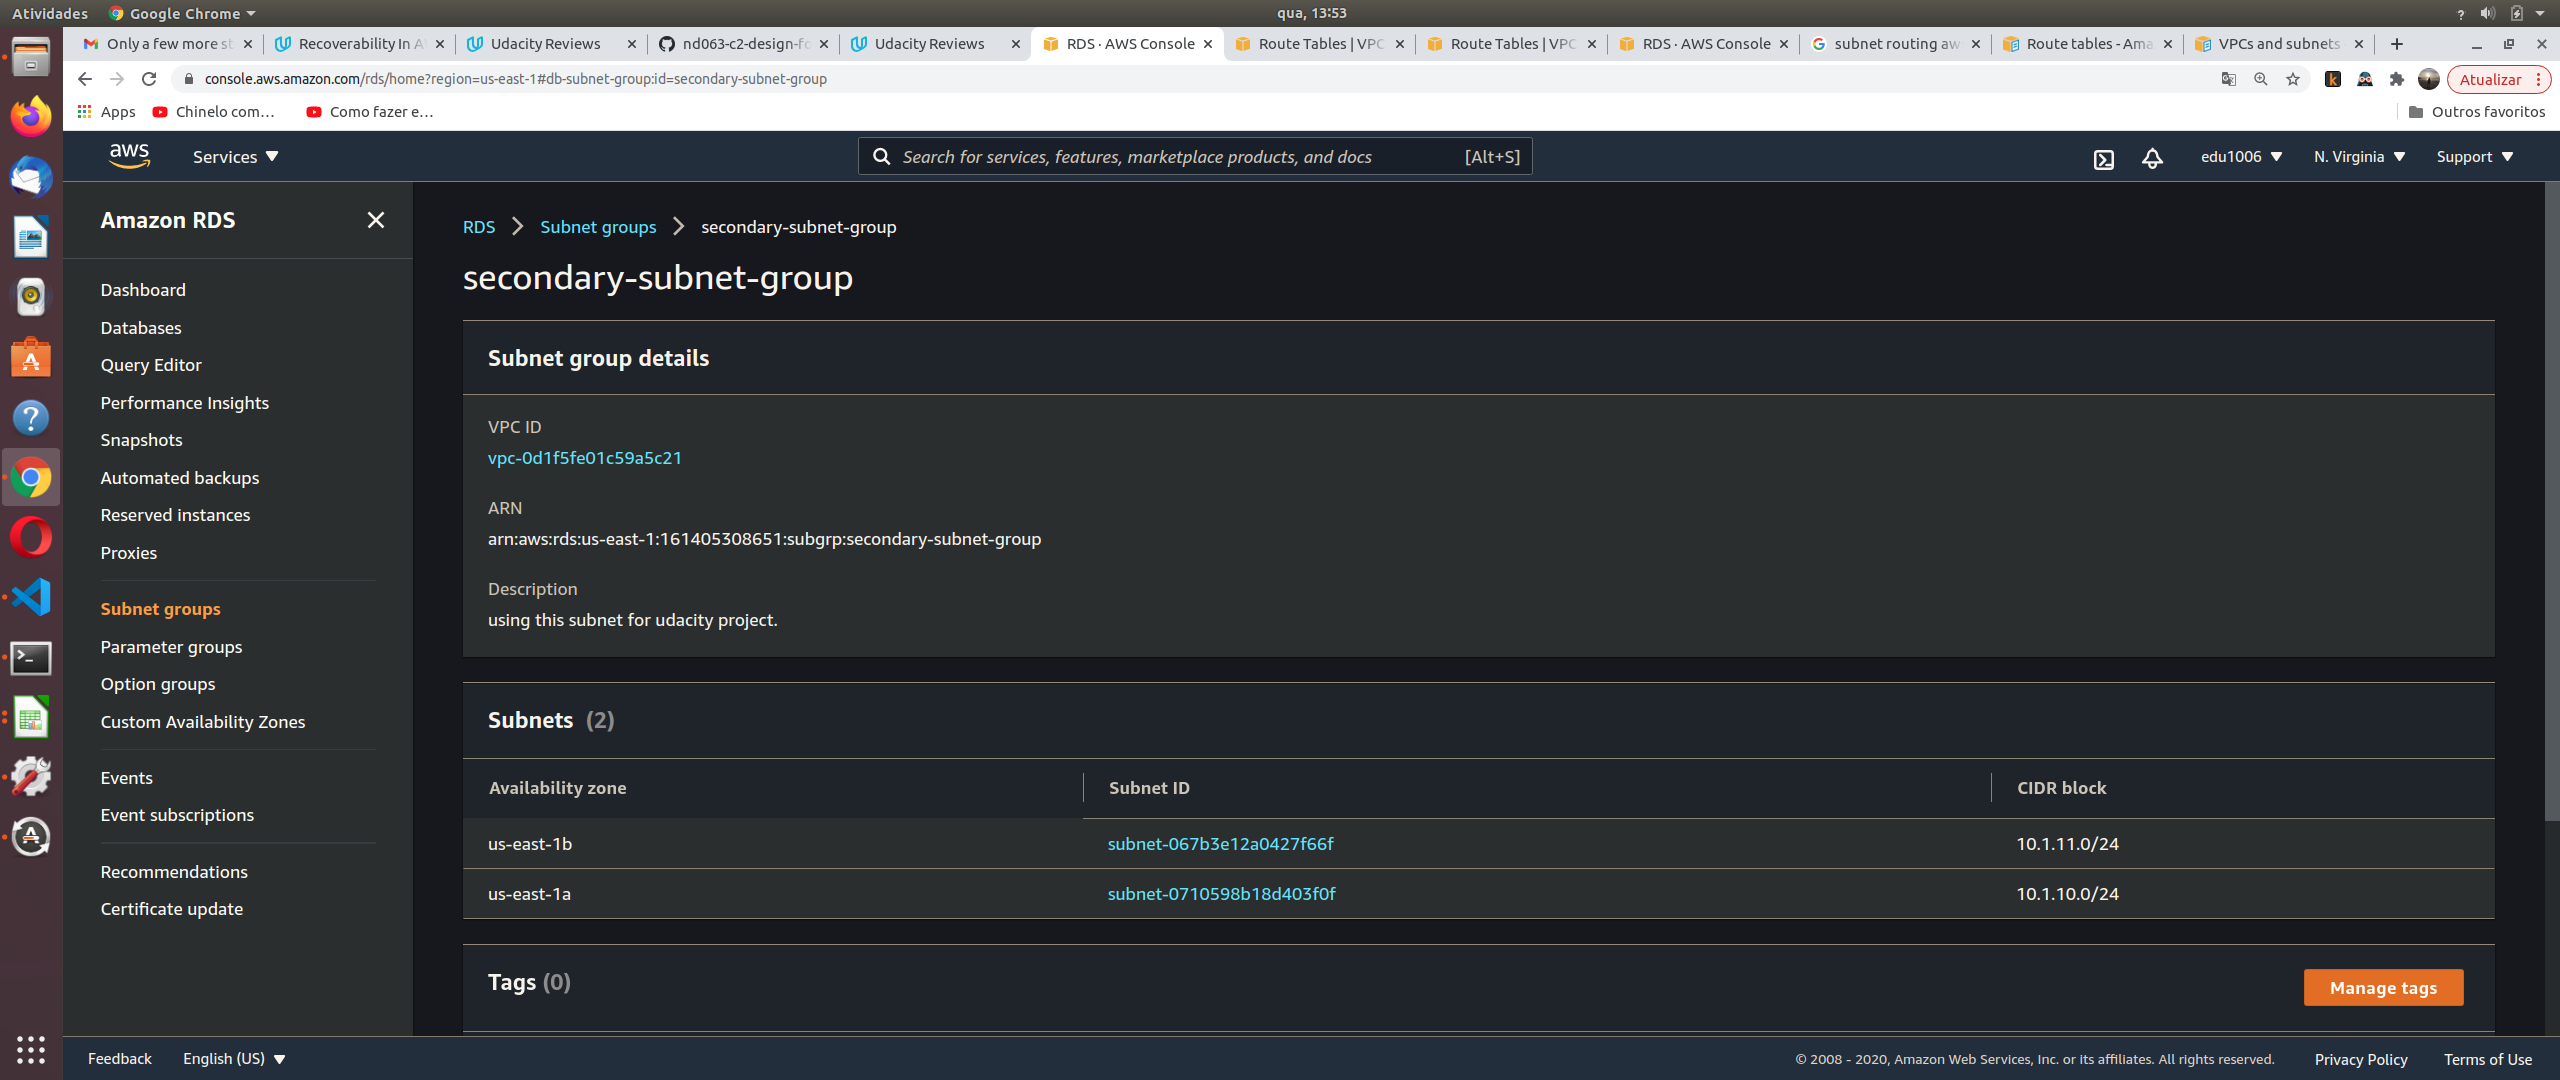 Atividades Google Chrome qua, 13:53
Only a few more st Recoverability In A Udacity Reviews nd063-c2-design-fo Udacity Reviews RDS · AWS Console Route Tables | VPC Route Tables | VPC RDS · AWS Console subnet routing aw Route tables - Ama VPCs and subnets
console.aws.amazon.com/rds/home?region=us-east-1#db-subnet-group:id=secondary-subnet-group Atualizar
Apps Chinelo com... Como fazer e... Outros favoritos
aws Services Search for services, features, marketplace products, and docs [Alt+S] edu1006 N. Virginia Support
Amazon RDS
Dashboard
Databases
Query Editor
Performance Insights
Snapshots
Automated backups
Reserved instances
Proxies
Subnet groups
Parameter groups
Option groups
Custom Availability Zones
Events
Event subscriptions
Recommendations
Certificate update
RDS Subnet groups secondary-subnet-group
secondary-subnet-group
Subnet group details
VPC ID
vpc-0d1f5fe01c59a5c21
ARN
arn:aws:rds:us-east-1:161405308651:subgrp:secondary-subnet-group
Description
using this subnet for udacity project.
Subnets (2)
Availability zone Subnet ID CIDR block
us-east-1b subnet-067b3e12a0427f66f 10.1.11.0/24
us-east-1a subnet-0710598b18d403f0f 10.1.10.0/24
Tags (0) Manage tags
Feedback English (US) © 2008 - 2020, Amazon Web Services, Inc. or its affiliates. All rights reserved. Privacy Policy Terms of Use